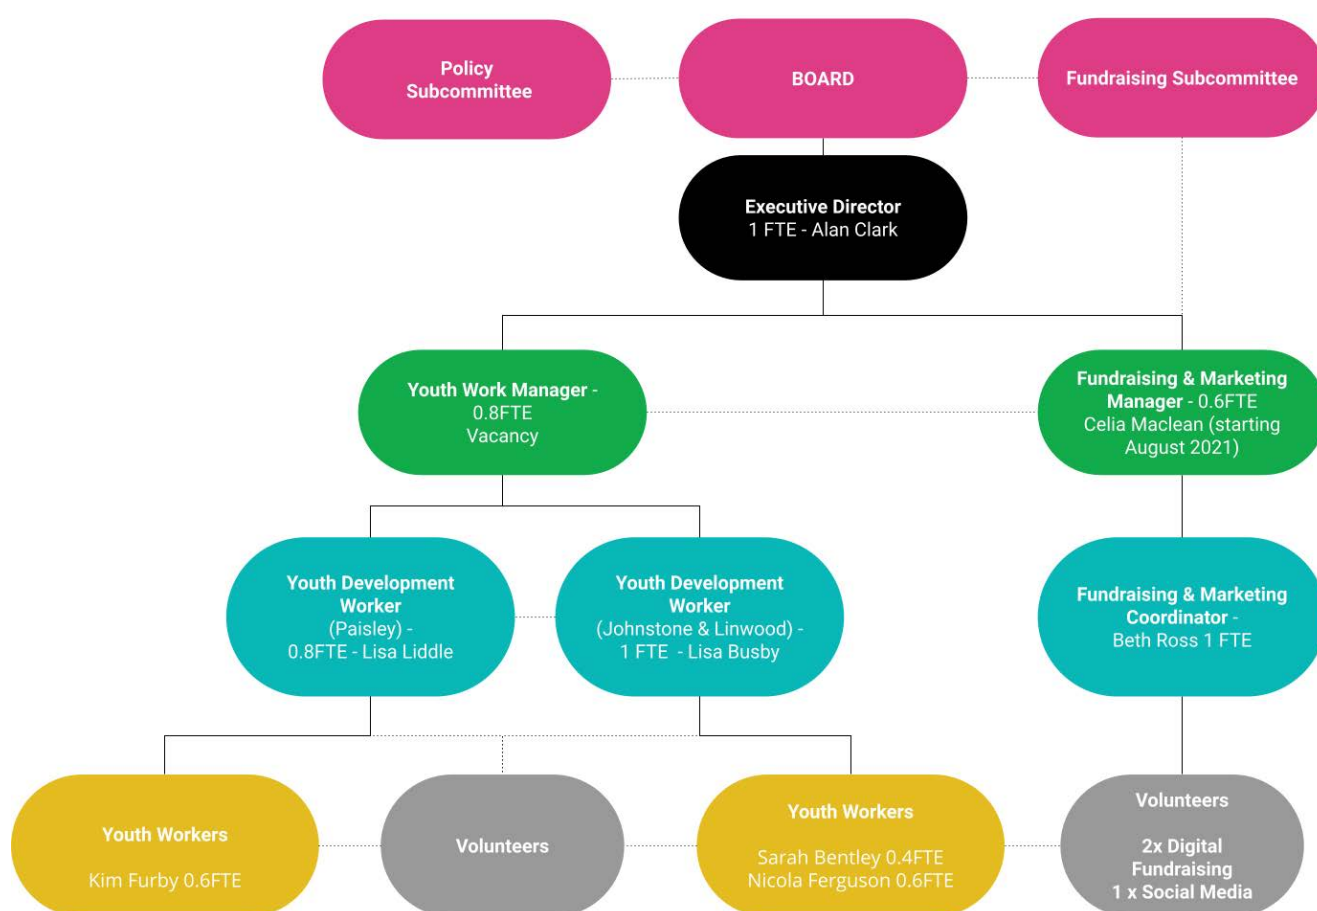 Policy
Subcommittee
BOARD
Fundraising Subcommittee
Executive Director
1 FTE - Alan Clark
Youth Work Manager -
0.8FTE
Vacancy
Fundraising & Marketing
Manager - 0.6FTE
Celia Maclean (starting
August 2021)
Youth Development
Worker
(Paisley) -
0.8FTE - Lisa Liddle
Youth Development
Worker
(Johnstone & Linwood) -
1 FTE - Lisa Busby
Fundraising & Marketing
Coordinator -
Beth Ross 1 FTE
Youth Workers
Kim Furby 0.6FTE
Volunteers
Youth Workers
Sarah Bentley 0.4FTE
Nicola Ferguson 0.6FTE
Volunteers
2x Digital
Fundraising
1 x Social Media